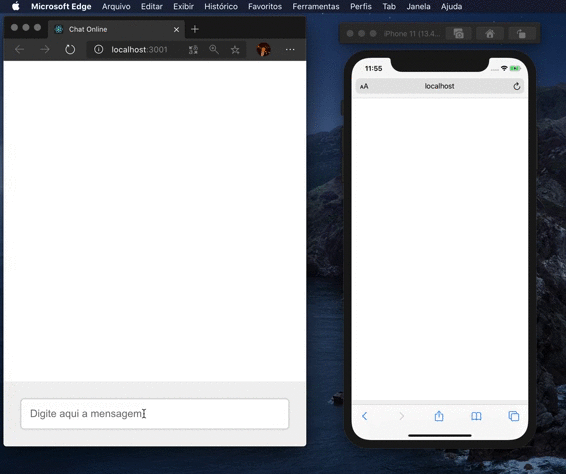 Microsoft Edge Arquivo Editar Exibir Histórico Favoritos Ferramentas Perfis Tab Janela Ajuda
Chat Online
localhost:3001
Digite aqui a mensagem
iPhone 11 (13.4...
11:55
AA localhost